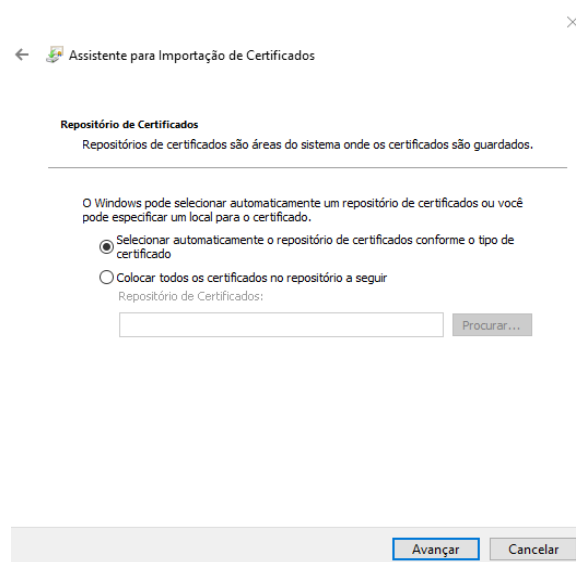 Assistente para Importação de Certificados
Repositório de Certificados
Repositórios de certificados são áreas do sistema onde os certificados são guardados.
O Windows pode selecionar automaticamente um repositório de certificados ou você
pode especificar um local para o certificado.
Selecionar automaticamente o repositório de certificados conforme o tipo de
certificado
Colocar todos os certificados no repositório a seguir
Repositório de Certificados:
Procurar...
Avançar Cancelar